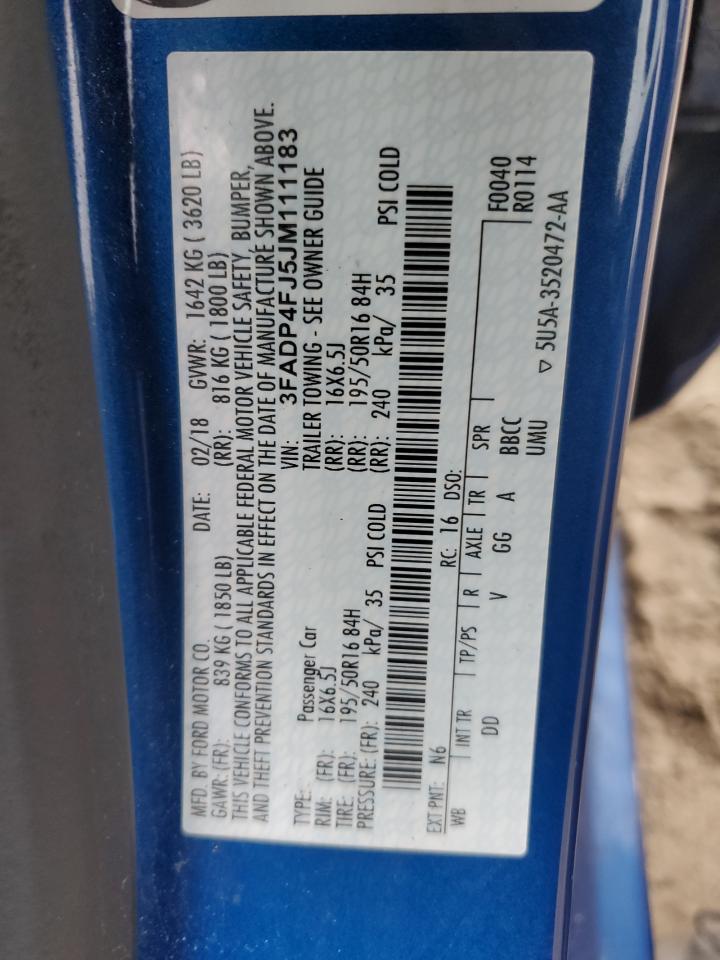 MFD. BY FORD MOTOR CO. DATE: 02/18 GVWR: 1642 KG ( 3620 LB)
GAWR: (FR): 839 KG ( 1850 LB) (RR): 816 KG ( 1800 LB)
THIS VEHICLE CONFORMS TO ALL APPLICABLE FEDERAL MOTOR VEHICLE SAFETY, BUMPER,
AND THEFT PREVENTION STANDARDS IN EFFECT ON THE DATE OF MANUFACTURE SHOWN ABOVE.
VIN: 3FADP4FJ5JM111183
TYPE: Passenger Car TRAILER TOWING - SEE OWNER GUIDE
RIM: (FR): 16X6.5J (RR): 16X6.5J
TIRE: (FR): 195/50R16 84H (RR): 195/50R16 84H
PRESSURE: (FR): 240 kPa/ 35 PSI COLD (RR): 240 kPa/ 35 PSI COLD
EXT PNT: N6 RC: 16 DSO:
WB INT TR TP/PS R AXLE TR SPR F0040
DD V GG A BBCC R0114
UMU
▽ 5U5A-3520472-AA